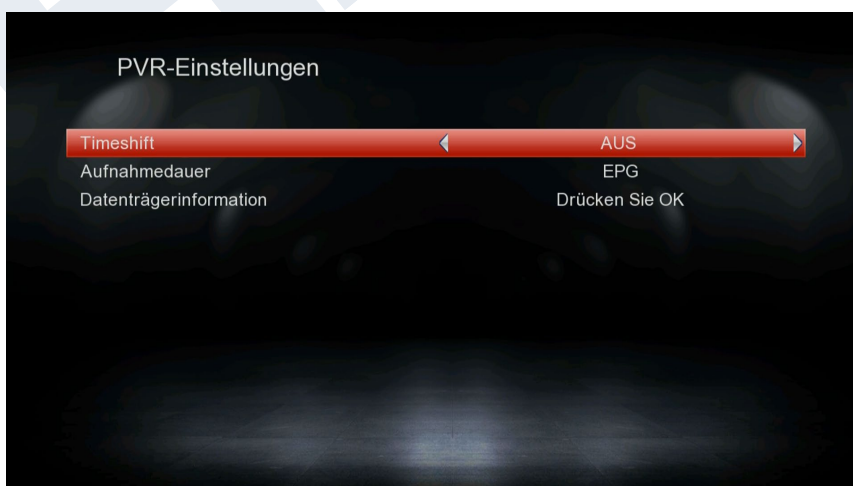 PVR-Einstellungen
Timeshift AUS
Aufnahmedauer EPG
Datenträgerinformation Drücken Sie OK